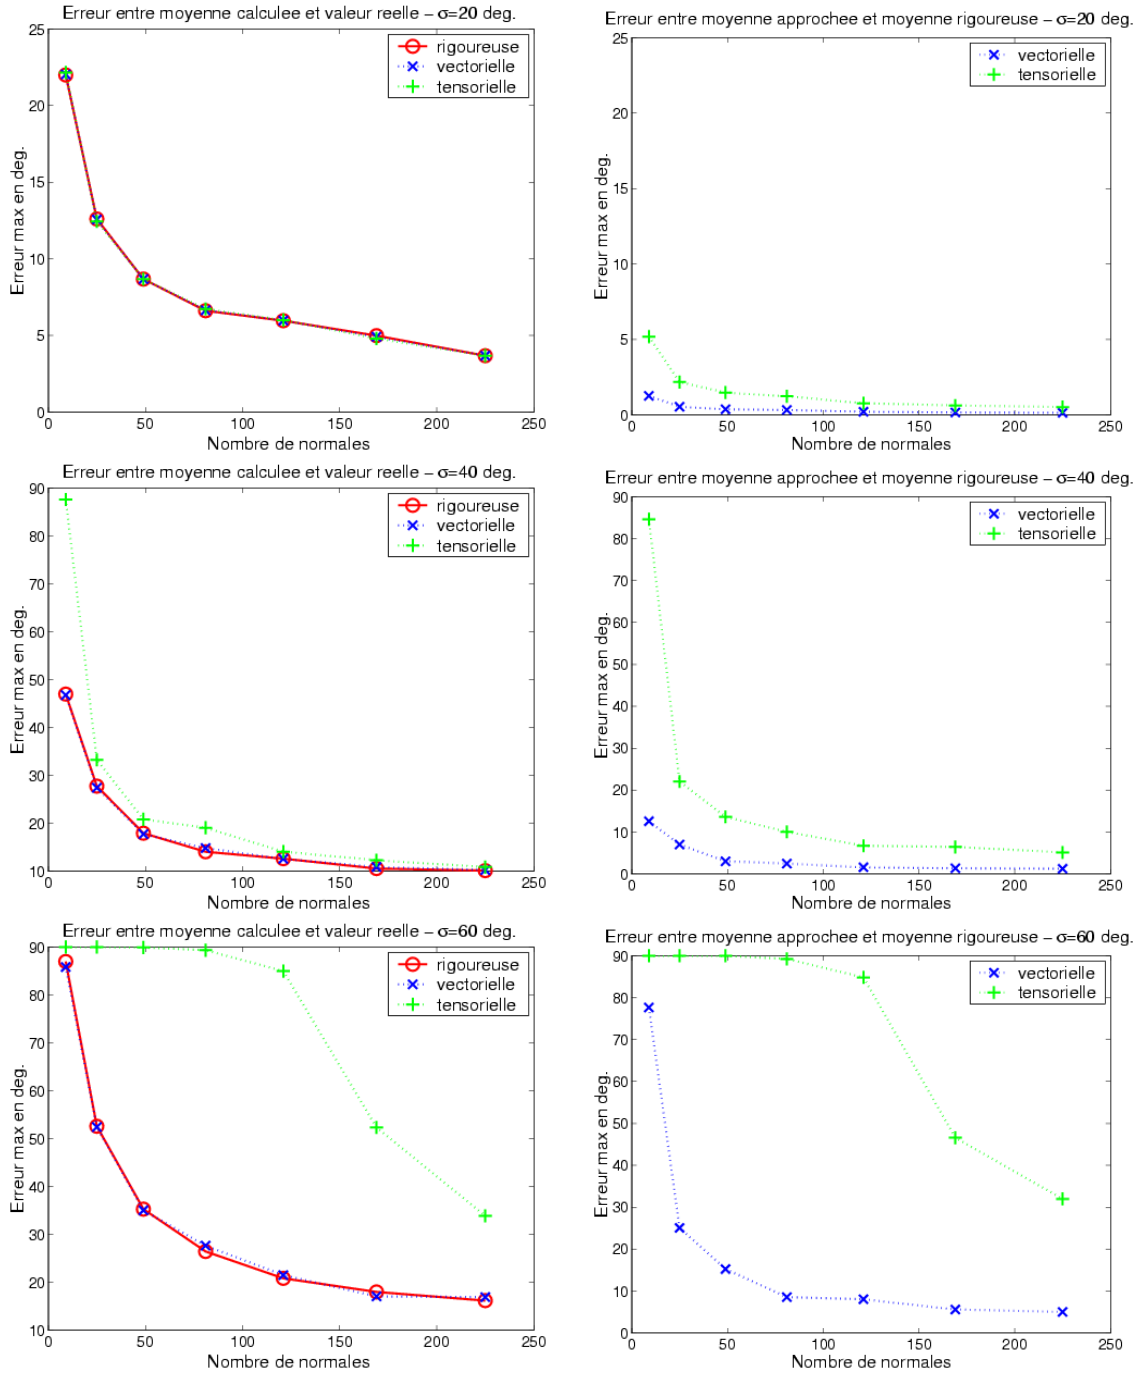 Erreur entre moyenne calculee et valeur reelle – σ=20 deg.
25
20
15
10
5
0
0 50 100 150 200 250
Erreur max en deg.
Nombre de normales
rigoureuse
vectorielle
tensorielle
Erreur entre moyenne approchee et moyenne rigoureuse – σ=20 deg.
25
20
15
10
5
0
0 50 100 150 200 250
Erreur max en deg.
Nombre de normales
vectorielle
tensorielle
Erreur entre moyenne calculee et valeur reelle – σ=40 deg.
90
80
70
60
50
40
30
20
10
0 50 100 150 200 250
Erreur max en deg.
Nombre de normales
rigoureuse
vectorielle
tensorielle
Erreur entre moyenne approchee et moyenne rigoureuse – σ=40 deg.
90
80
70
60
50
40
30
20
10
0
0 50 100 150 200 250
Erreur max en deg.
Nombre de normales
vectorielle
tensorielle
Erreur entre moyenne calculee et valeur reelle – σ=60 deg.
90
80
70
60
50
40
30
20
10
0 50 100 150 200 250
Erreur max en deg.
Nombre de normales
rigoureuse
vectorielle
tensorielle
Erreur entre moyenne approchee et moyenne rigoureuse – σ=60 deg.
90
80
70
60
50
40
30
20
10
0
0 50 100 150 200 250
Erreur max en deg.
Nombre de normales
vectorielle
tensorielle